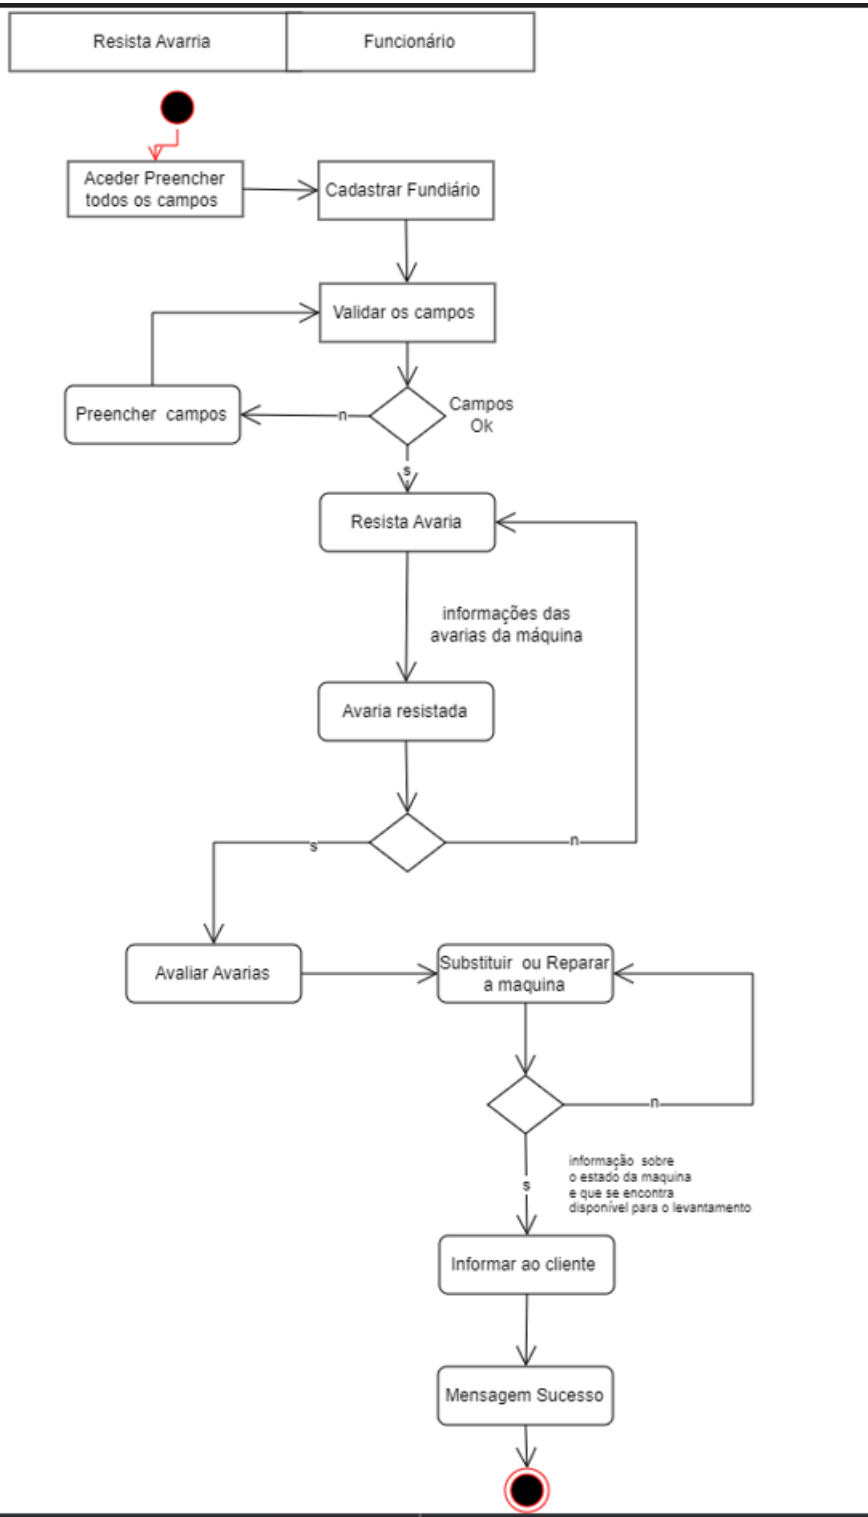 Resista Avarria
Funcionário
Aceder Preencher
todos os campos
Cadastrar Fundiário
Validar os campos
Preencher campos
n
Campos
Ok
s
Resista Avaria
informações das
avarias da máquina
Avaria resistada
s
n
Avaliar Avarias
Substituir ou Reparar
a maquina
n
informação sobre
o estado da maquina
e que se encontra
disponível para o levantamento
s
Informar ao cliente
Mensagem Sucesso